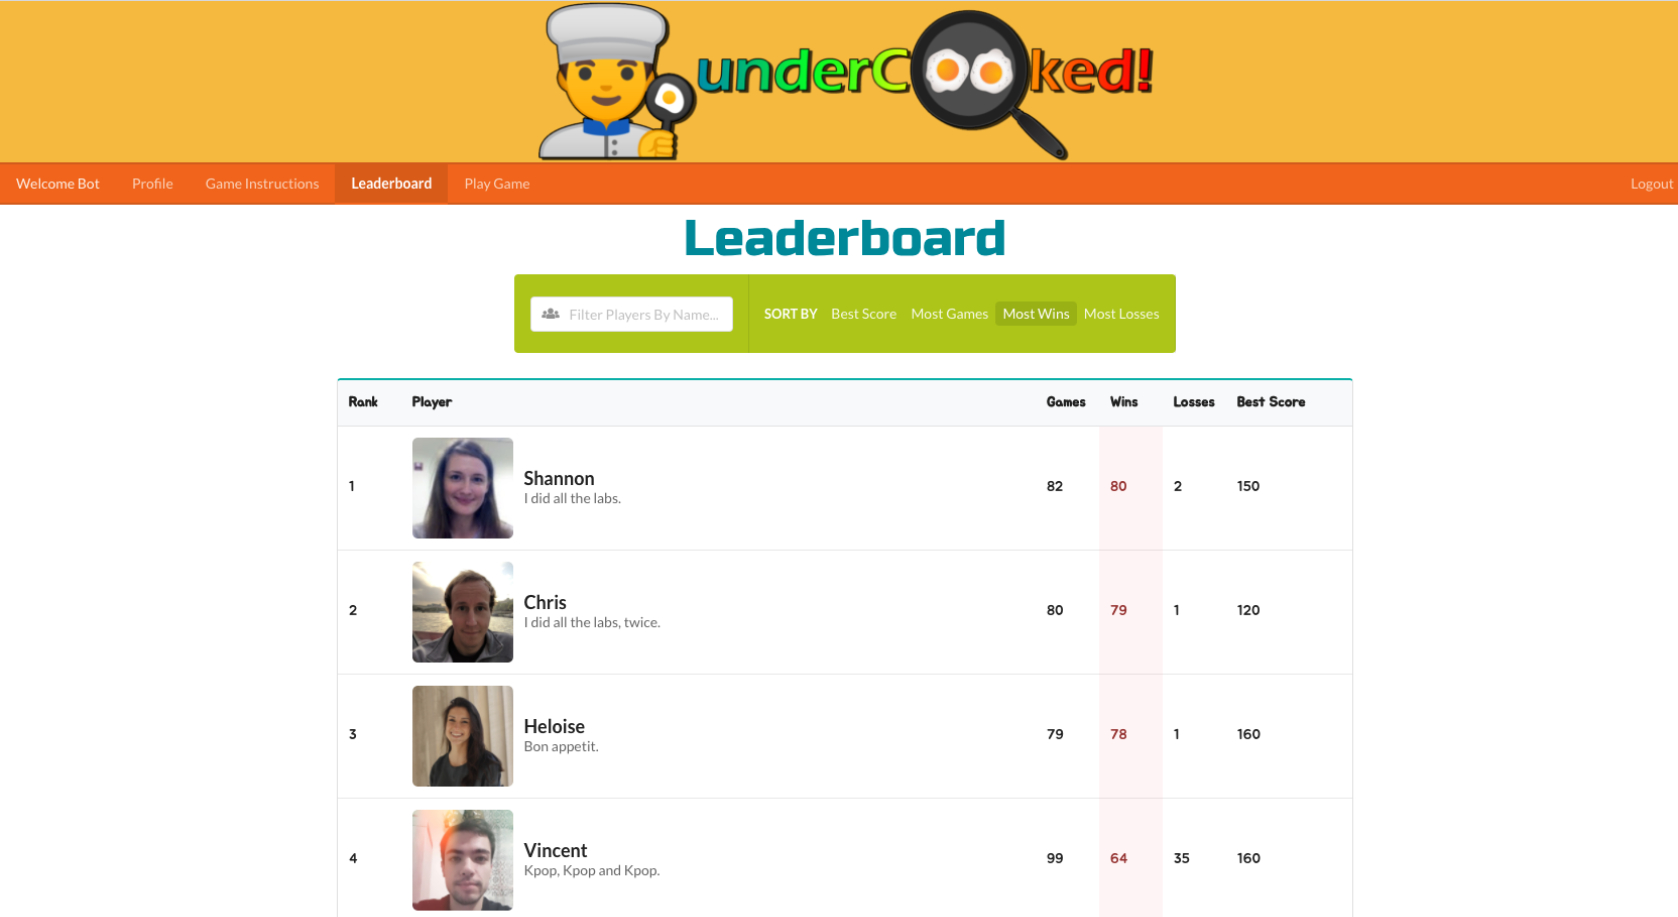 underCooked!
Welcome Bot Profile Game Instructions Leaderboard Play Game Logout
Leaderboard
Filter Players By Name... SORT BY Best Score Most Games Most Wins Most Losses
Rank Player Games Wins Losses Best Score
1 Shannon 82 80 2 150
I did all the labs.
2 Chris 80 79 1 120
I did all the labs, twice.
3 Heloise 79 78 1 160
Bon appetit.
4 Vincent 99 64 35 160
Kpop, Kpop and Kpop.